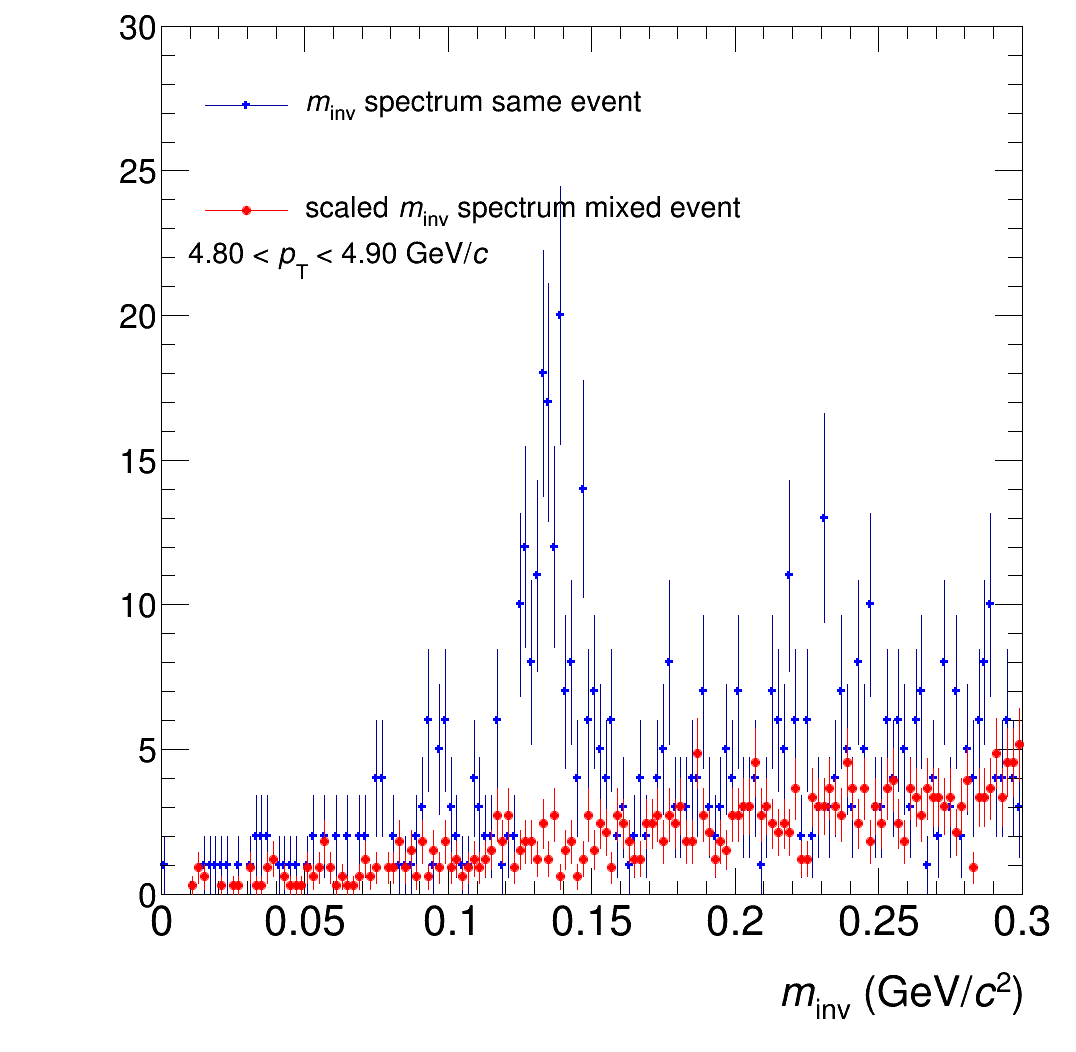 30
25
20
15
10
5
0
m_inv spectrum same event
scaled m_inv spectrum mixed event
4.80 < p_T < 4.90 GeV/c
0 0.05 0.1 0.15 0.2 0.25 0.3
m_inv (GeV/c²)